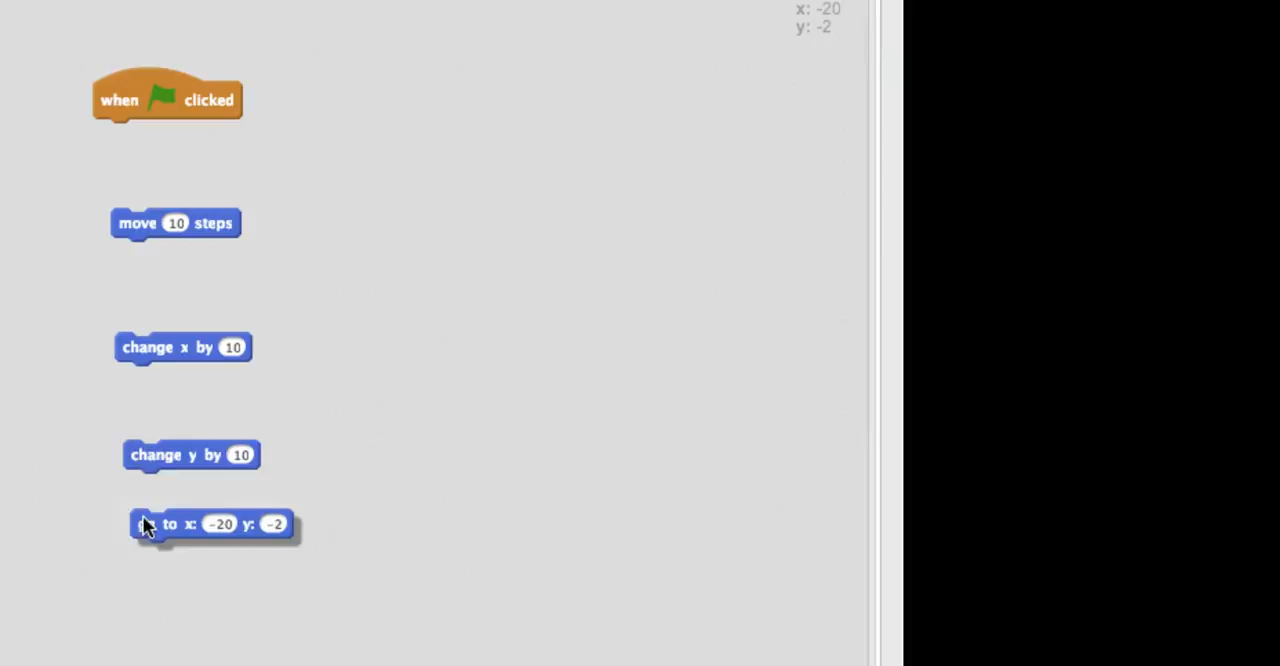 x: -20
y: -2
when clicked
move 10 steps
change x by 10
change y by 10
to x: -20 y: -2